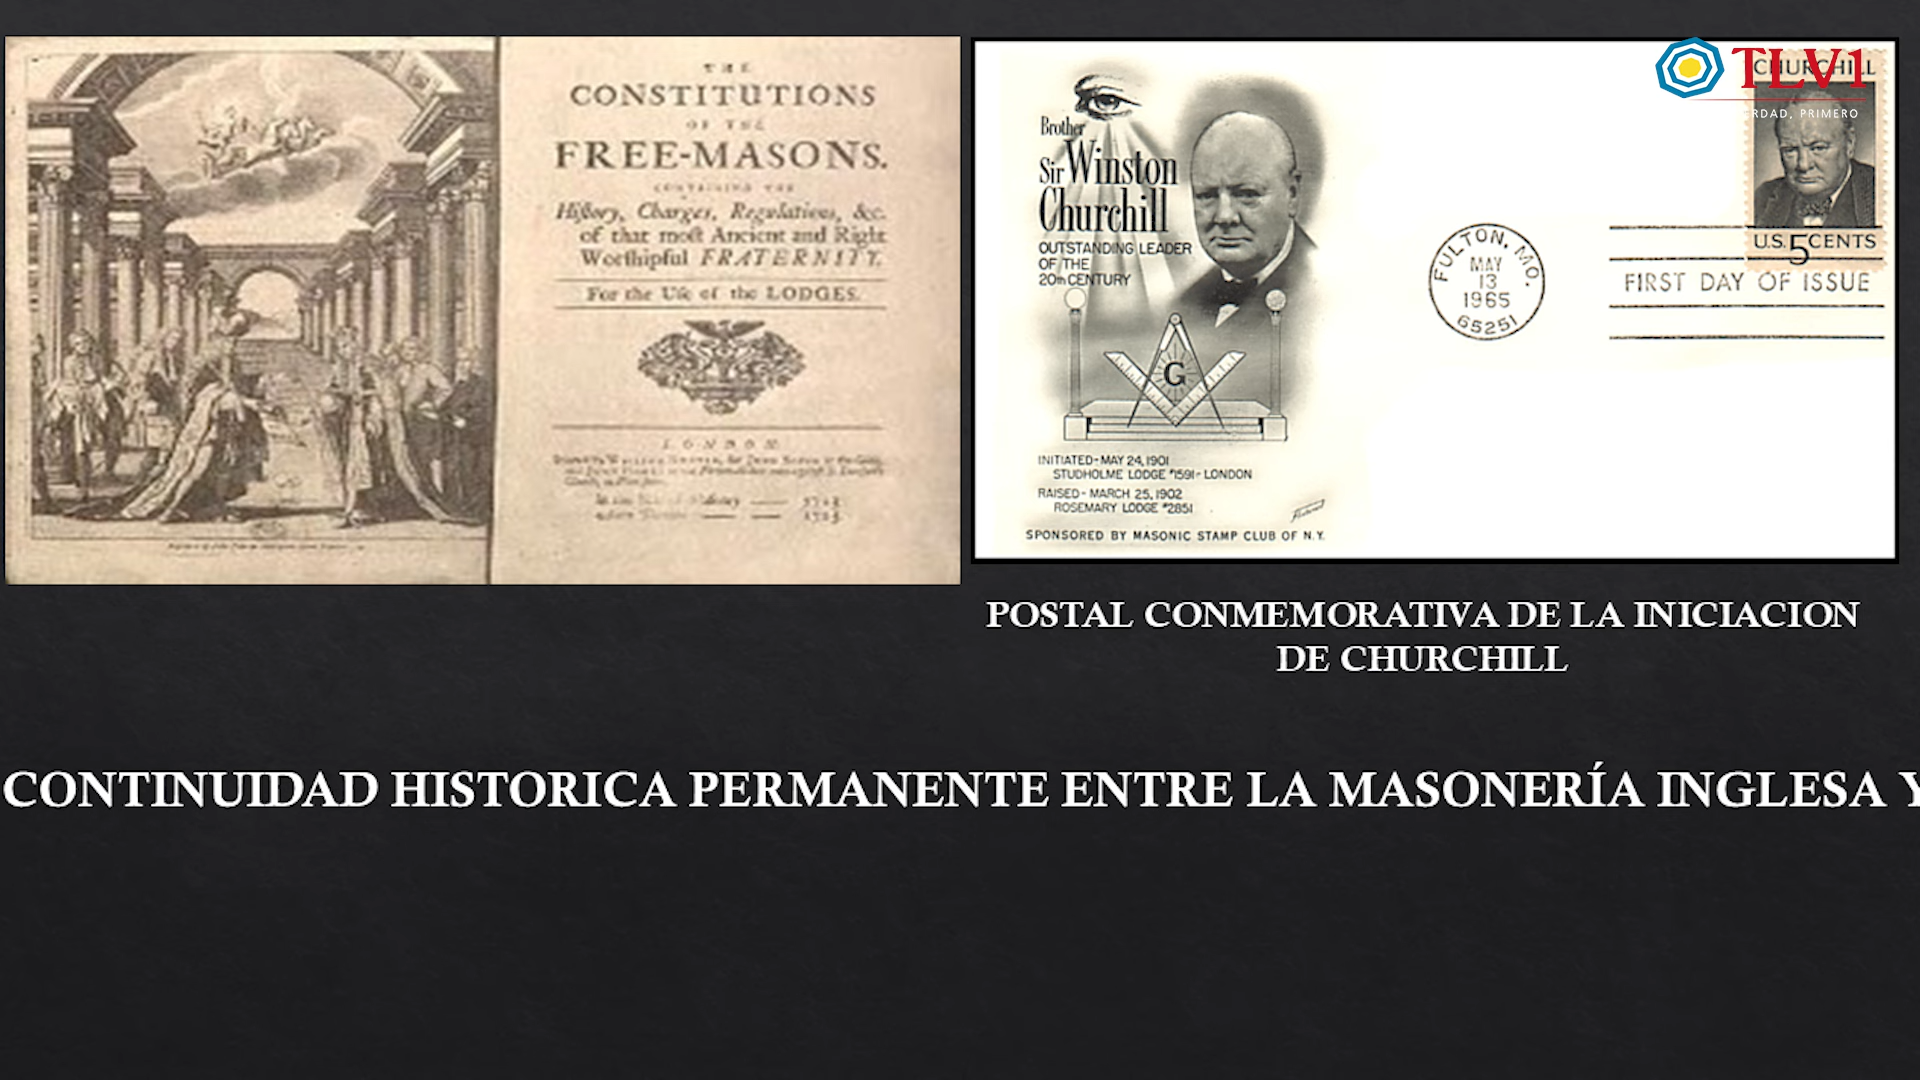 THE
CONSTITUTIONS
OF THE
FREE-MASONS.
CONTAINING THE
History, Charges, Regulations, &c.
of that most Ancient and Right
Worshipful FRATERNITY.
For the Use of the LODGES.
LONDON
Brother
Sir Winston
Churchill
OUTSTANDING LEADER
OF THE
20th CENTURY
G
INITIATED-MAY 24, 1901
STUDHOLME LODGE #1591-LONDON
RAISED-MARCH 25, 1902
ROSEMARY LODGE #2851
SPONSORED BY MASONIC STAMP CLUB OF N.Y.
FULTON, MO.
MAY
13
1965
65251
CHURCHILL
TLV1
RDAD, PRIMERO
U.S. 5 CENTS
FIRST DAY OF ISSUE
POSTAL CONMEMORATIVA DE LA INICIACION
DE CHURCHILL
CONTINUIDAD HISTORICA PERMANENTE ENTRE LA MASONERÍA INGLESA Y